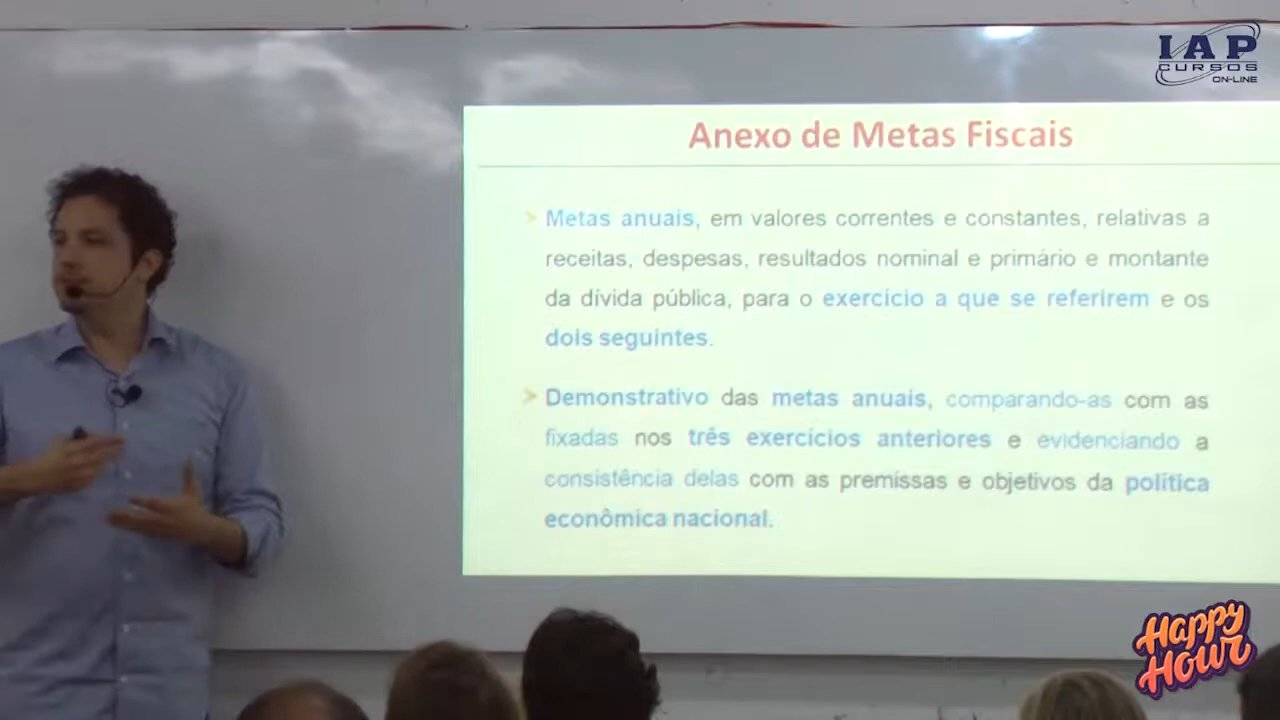 IAP
CURSOS
ON-LINE
Anexo de Metas Fiscais
Metas anuais, em valores correntes e constantes, relativas a
receitas, despesas, resultados nominal e primário e montante
da dívida pública, para o exercício a que se referirem e os
dois seguintes.
Demonstrativo das metas anuais, comparando-as com as
fixadas nos três exercícios anteriores e evidenciando a
consistência delas com as premissas e objetivos da política
econômica nacional.
Happy
Hour